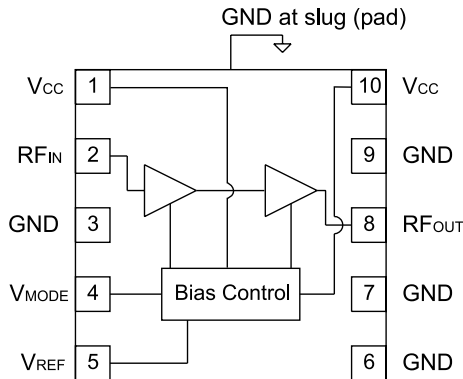 GND at slug (pad)
VCC 1 10 VCC
RFIN 2 9 GND
GND 3 8 RFOUT
VMODE 4 Bias Control 7 GND
VREF 5 6 GND